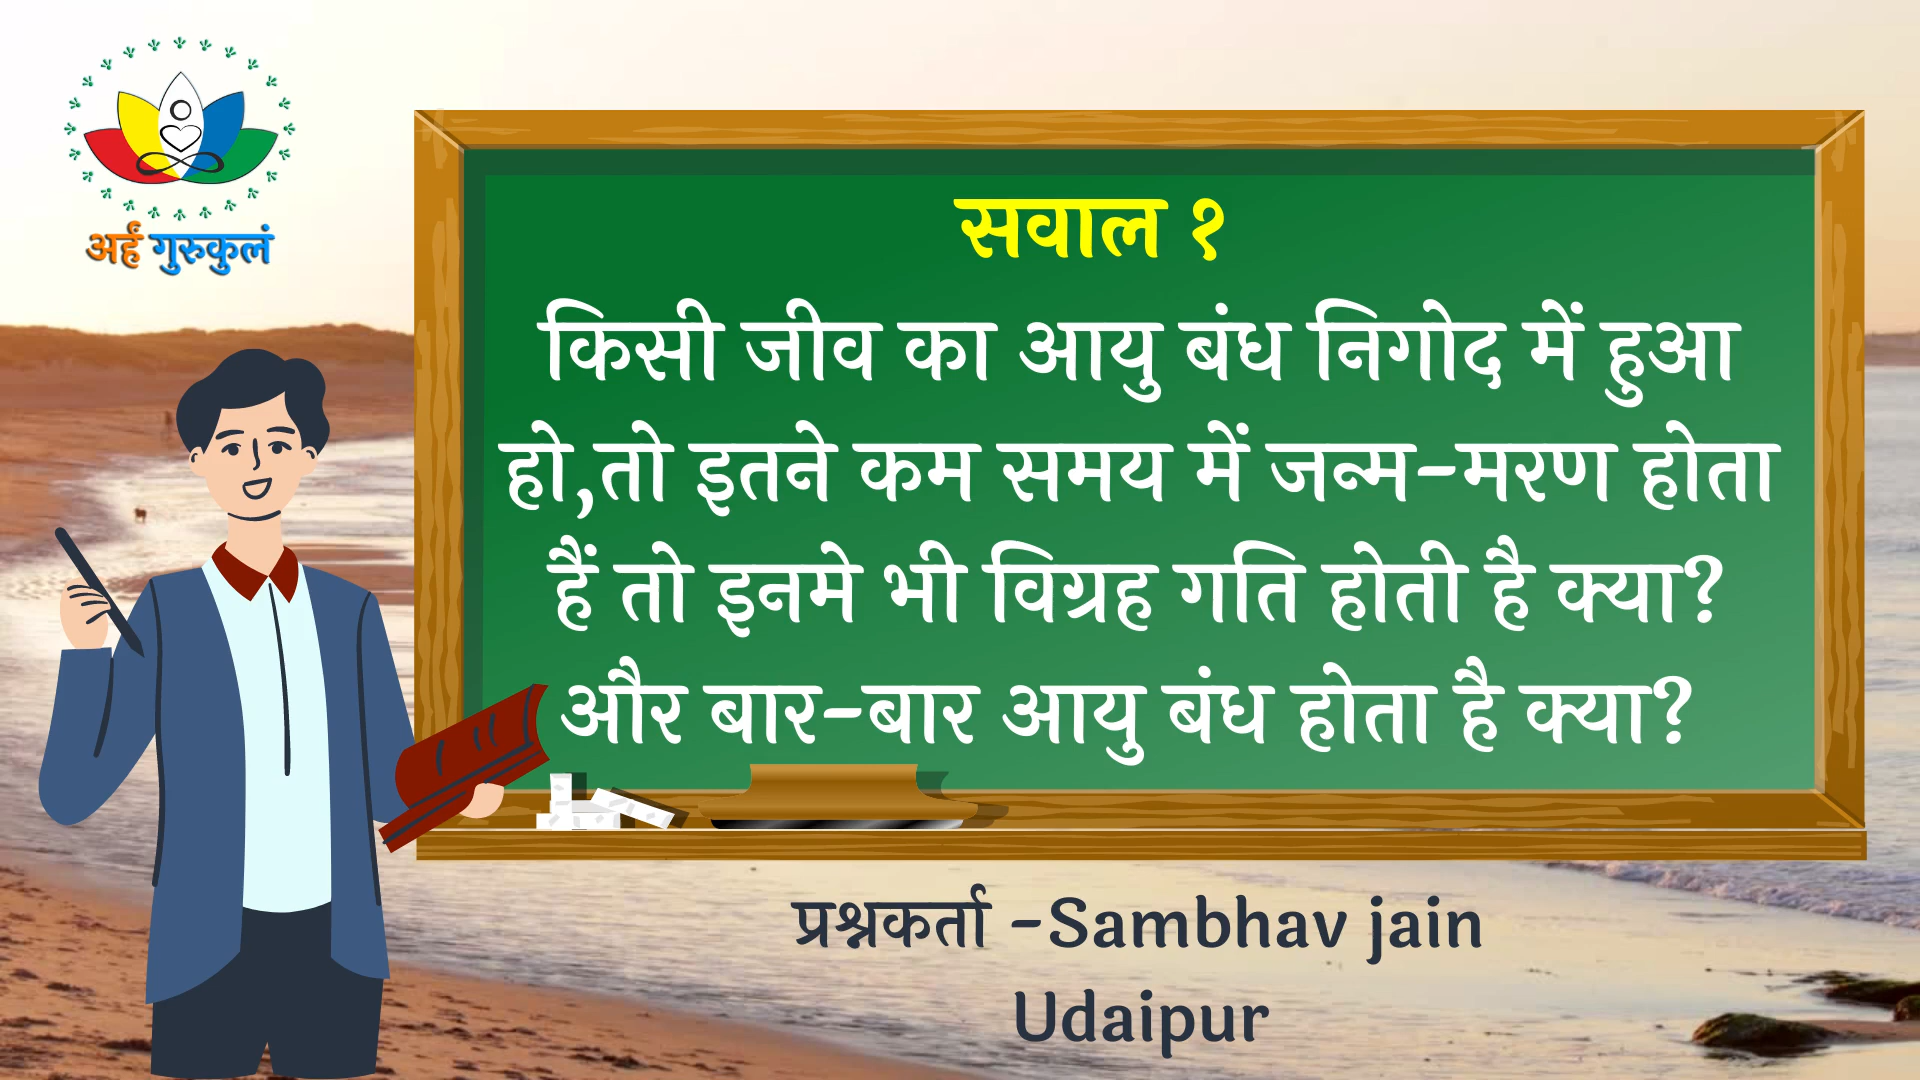 अर्हं गुरुकुलं
सवाल १
किसी जीव का आयु बंध निगोद में हुआ
हो,तो इतने कम समय में जन्म-मरण होता
हैं तो इनमे भी विग्रह गति होती है क्या?
और बार-बार आयु बंध होता है क्या?
प्रश्नकर्ता -Sambhav jain
Udaipur